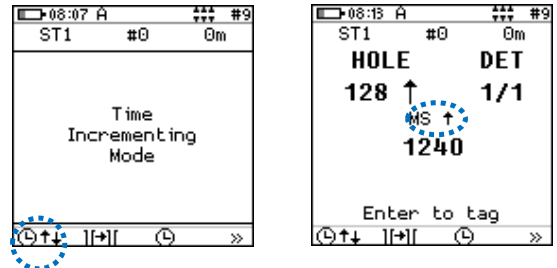 08:07 A #9
ST1 #0 0m
Time
Incrementing
Mode
08:13 A #9
ST1 #0 0m
HOLE DET
128 ↑ 1/1
MS ↑
1240
Enter to tag